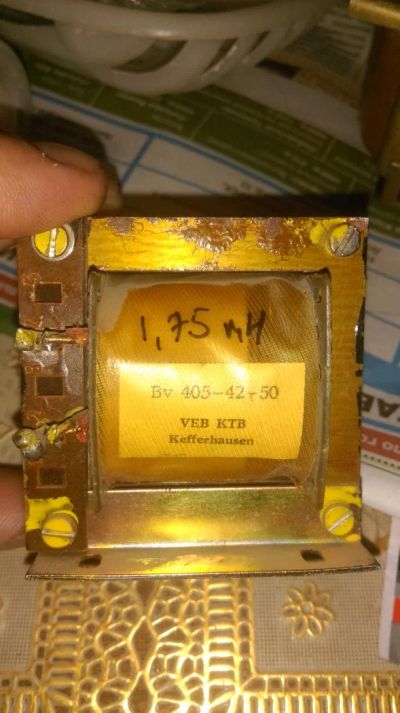 1,75 mH
Bv 405-42-50
VEB KTB
Kefferhausen